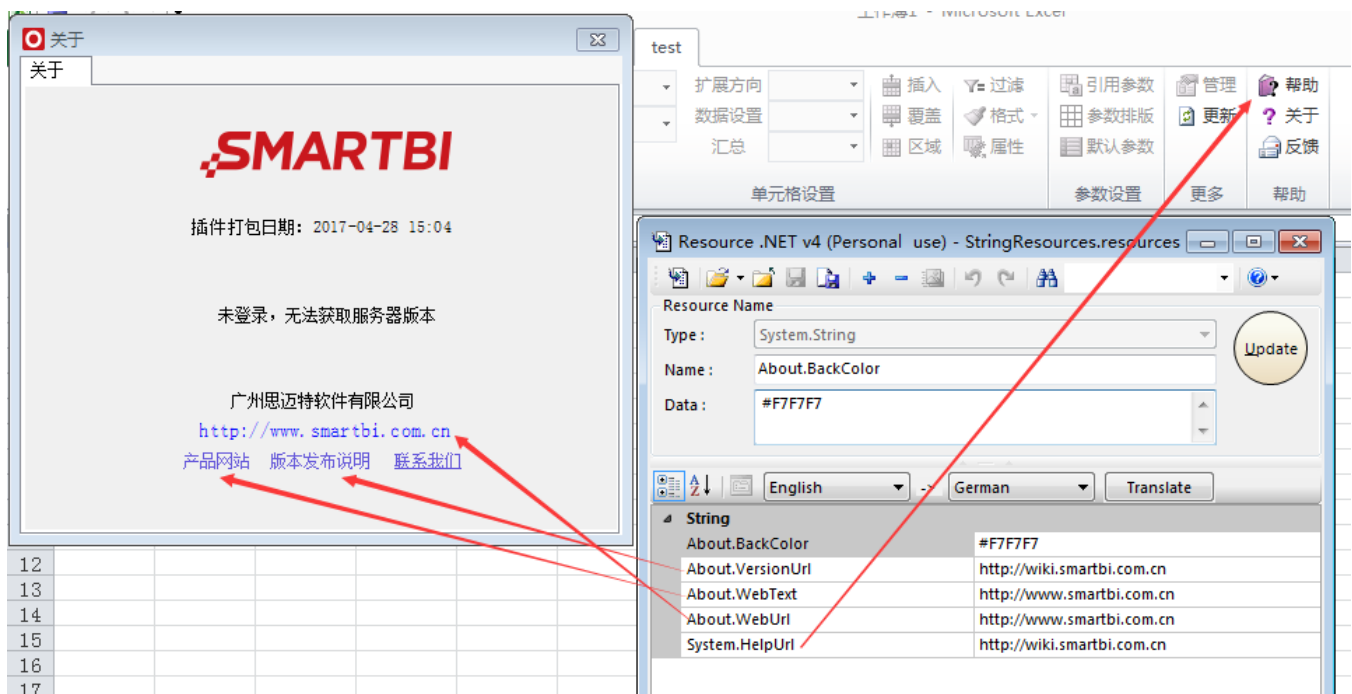 工作簿1 - Microsoft Excel
关于
关于
SMARTBI
插件打包日期: 2017-04-28 15:04
未登录，无法获取服务器版本
广州思迈特软件有限公司
http://www.smartbi.com.cn
产品网站 版本发布说明 联系我们
test
扩展方向 插入 过滤 引用参数 管理 帮助
数据设置 覆盖 格式 参数排版 更新 关于
汇总 区域 属性 默认参数 反馈
单元格设置 参数设置 更多 帮助
Resource .NET v4 (Personal use) - StringResources.resources
Resource Name
Type : System.String
Update
Name : About.BackColor
Data : #F7F7F7
English -> German Translate
String
About.BackColor #F7F7F7
About.VersionUrl http://wiki.smartbi.com.cn
About.WebText http://www.smartbi.com.cn
About.WebUrl http://www.smartbi.com.cn
System.HelpUrl http://wiki.smartbi.com.cn
12
13
14
15
16
17